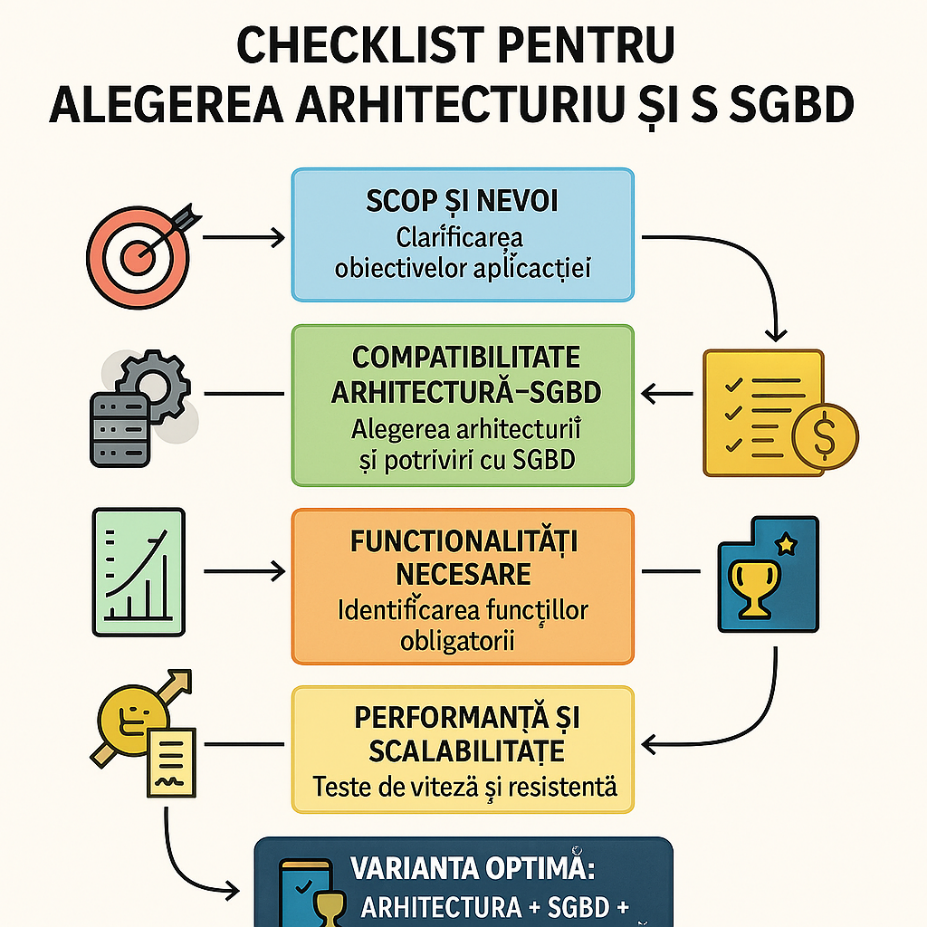 CHECKLIST PENTRU
ALEGEREA ARHITECTURIU ȘI S SGBD
SCOP ȘI NEVOI
Clarificarea
obiectivelor aplicacției
COMPATIBILITATE
ARHITECTURĂ–SGBD
Alegerea arhitecturii
și potriviri cu SGBD
$
FUNCTIONALITĂȚI
NECESARE
Identificarea funcțillor
obligatorii
PERFORMANȚĂ ȘI
SCALABILITAȚE
Teste de viteză și resistentă
VARIANTA OPTIMĂ:
ARHITECTURA + SGBD +